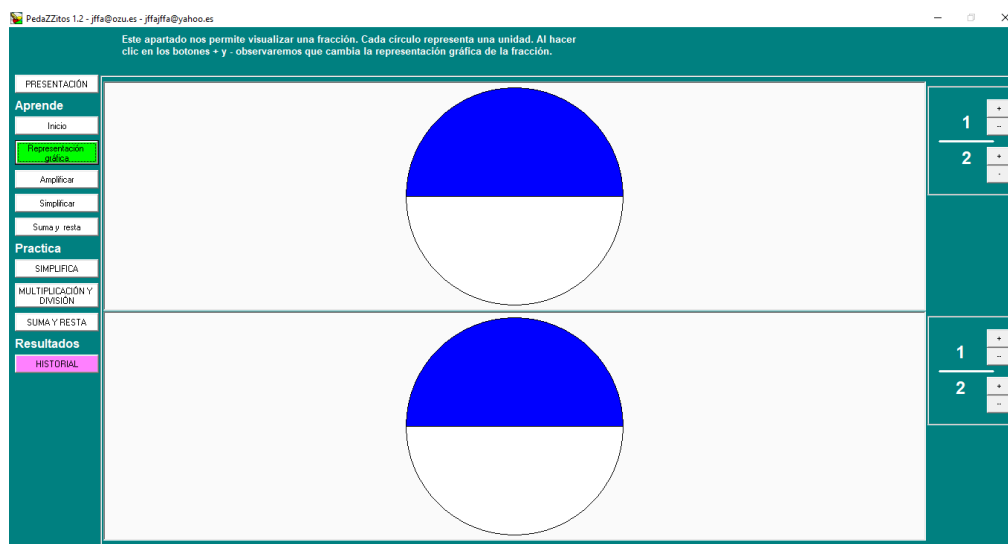 PedaZZitos 1.2 - jffa@ozu.es - jffajffa@yahoo.es
Este apartado nos permite visualizar una fracción. Cada círculo representa una unidad. Al hacer
clic en los botones + y - observaremos que cambia la representación gráfica de la fracción.
PRESENTACIÓN
Aprende
Inicio
Representación
gráfica
Amplificar
Simplificar
Suma y resta
Practica
SIMPLIFICA
MULTIPLICACIÓN Y
DIVISIÓN
SUMA Y RESTA
Resultados
HISTORIAL
1
+
--
2
+
-
1
+
--
2
+
--